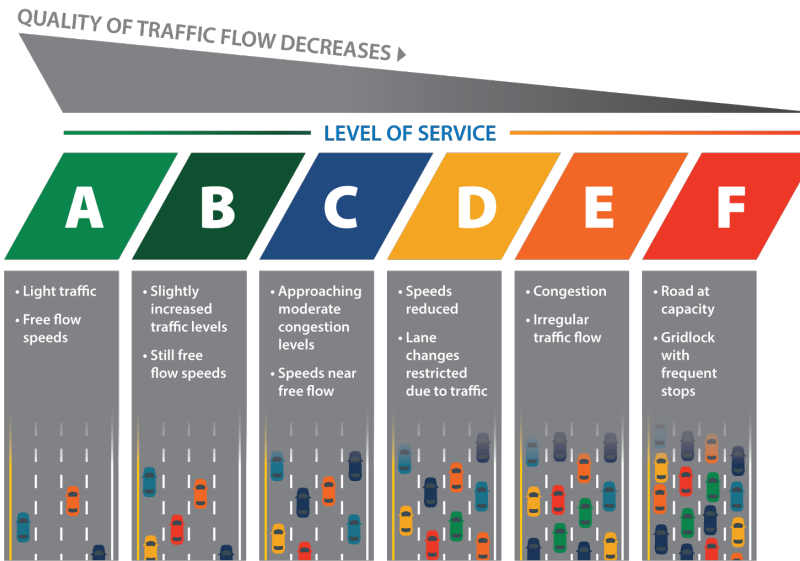 QUALITY OF TRAFFIC FLOW DECREASES
LEVEL OF SERVICE
A
B
C
D
E
F
• Light traffic
• Free flow
speeds
• Slightly
increased
traffic levels
• Still free
flow speeds
• Approaching
moderate
congestion
levels
• Speeds near
free flow
• Speeds
reduced
• Lane
changes
restricted
due to traffic
• Congestion
• Irregular
traffic flow
• Road at
capacity
• Gridlock
with
frequent
stops